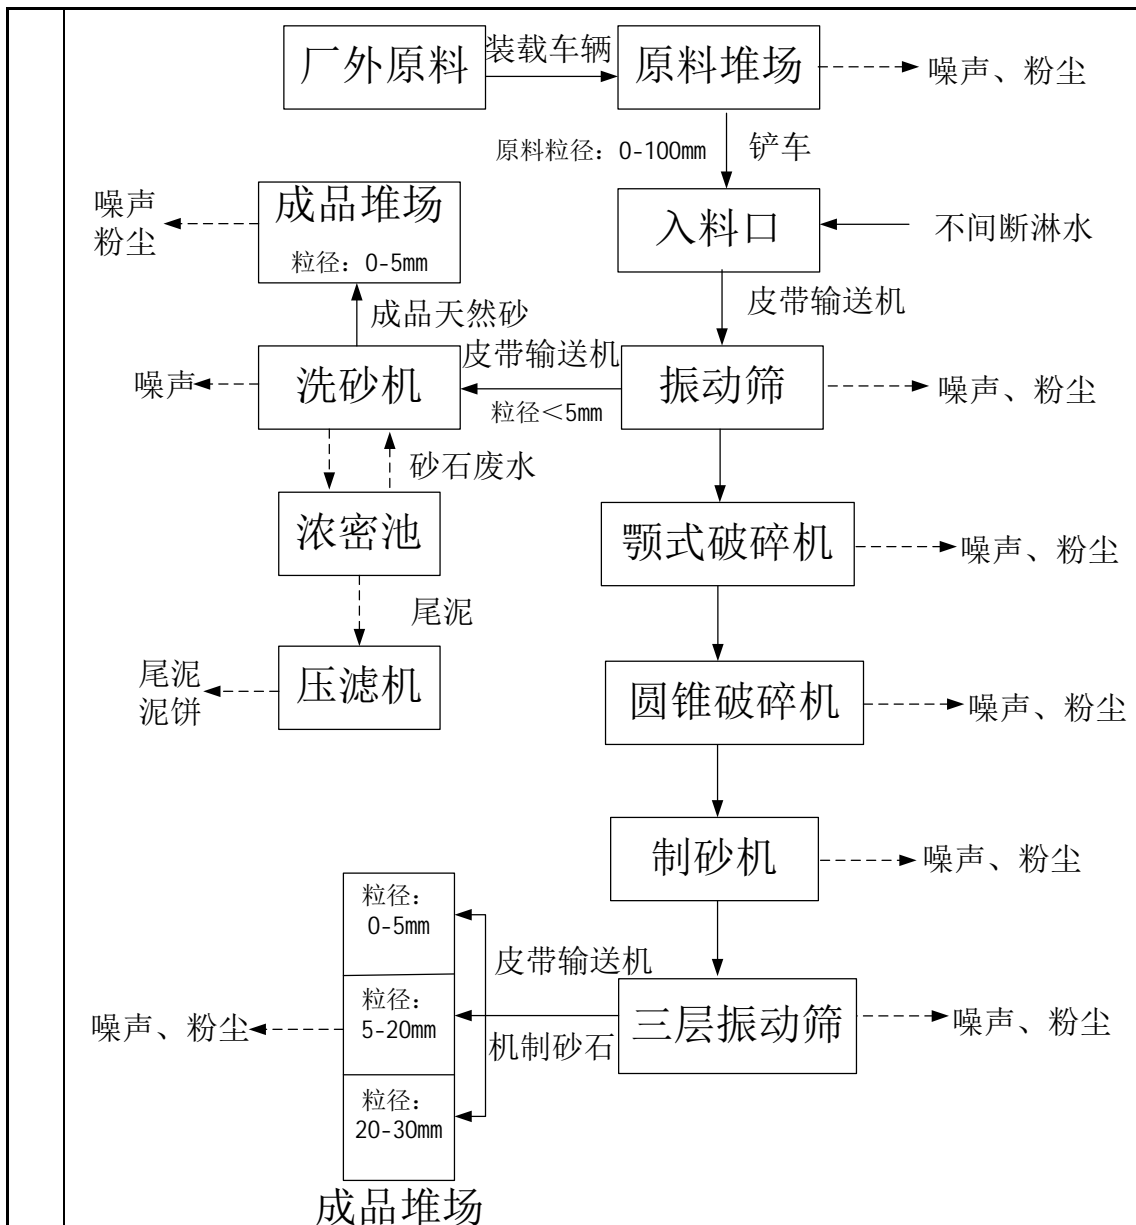 厂外原料
装载车辆
原料堆场
噪声、粉尘
原料粒径：0-100mm
铲车
噪声
粉尘
成品堆场
粒径：0-5mm
入料口
不间断淋水
成品天然砂
皮带输送机
噪声
洗砂机
皮带输送机
粒径＜5mm
振动筛
噪声、粉尘
砂石废水
浓密池
颚式破碎机
噪声、粉尘
尾泥
尾泥
泥饼
压滤机
圆锥破碎机
噪声、粉尘
制砂机
噪声、粉尘
粒径：
0-5mm
皮带输送机
噪声、粉尘
粒径：
5-20mm
机制砂石
三层振动筛
噪声、粉尘
粒径：
20-30mm
成品堆场